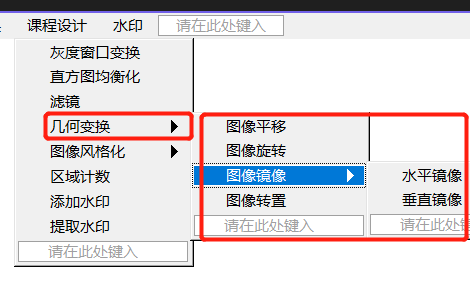 课程设计 水印 请在此处键入
灰度窗口变换
直方图均衡化
滤镜
几何变换
图像风格化
区域计数
添加水印
提取水印
请在此处键入
图像平移
图像旋转
图像镜像
图像转置
请在此处键入
水平镜像
垂直镜像
请在此处键入